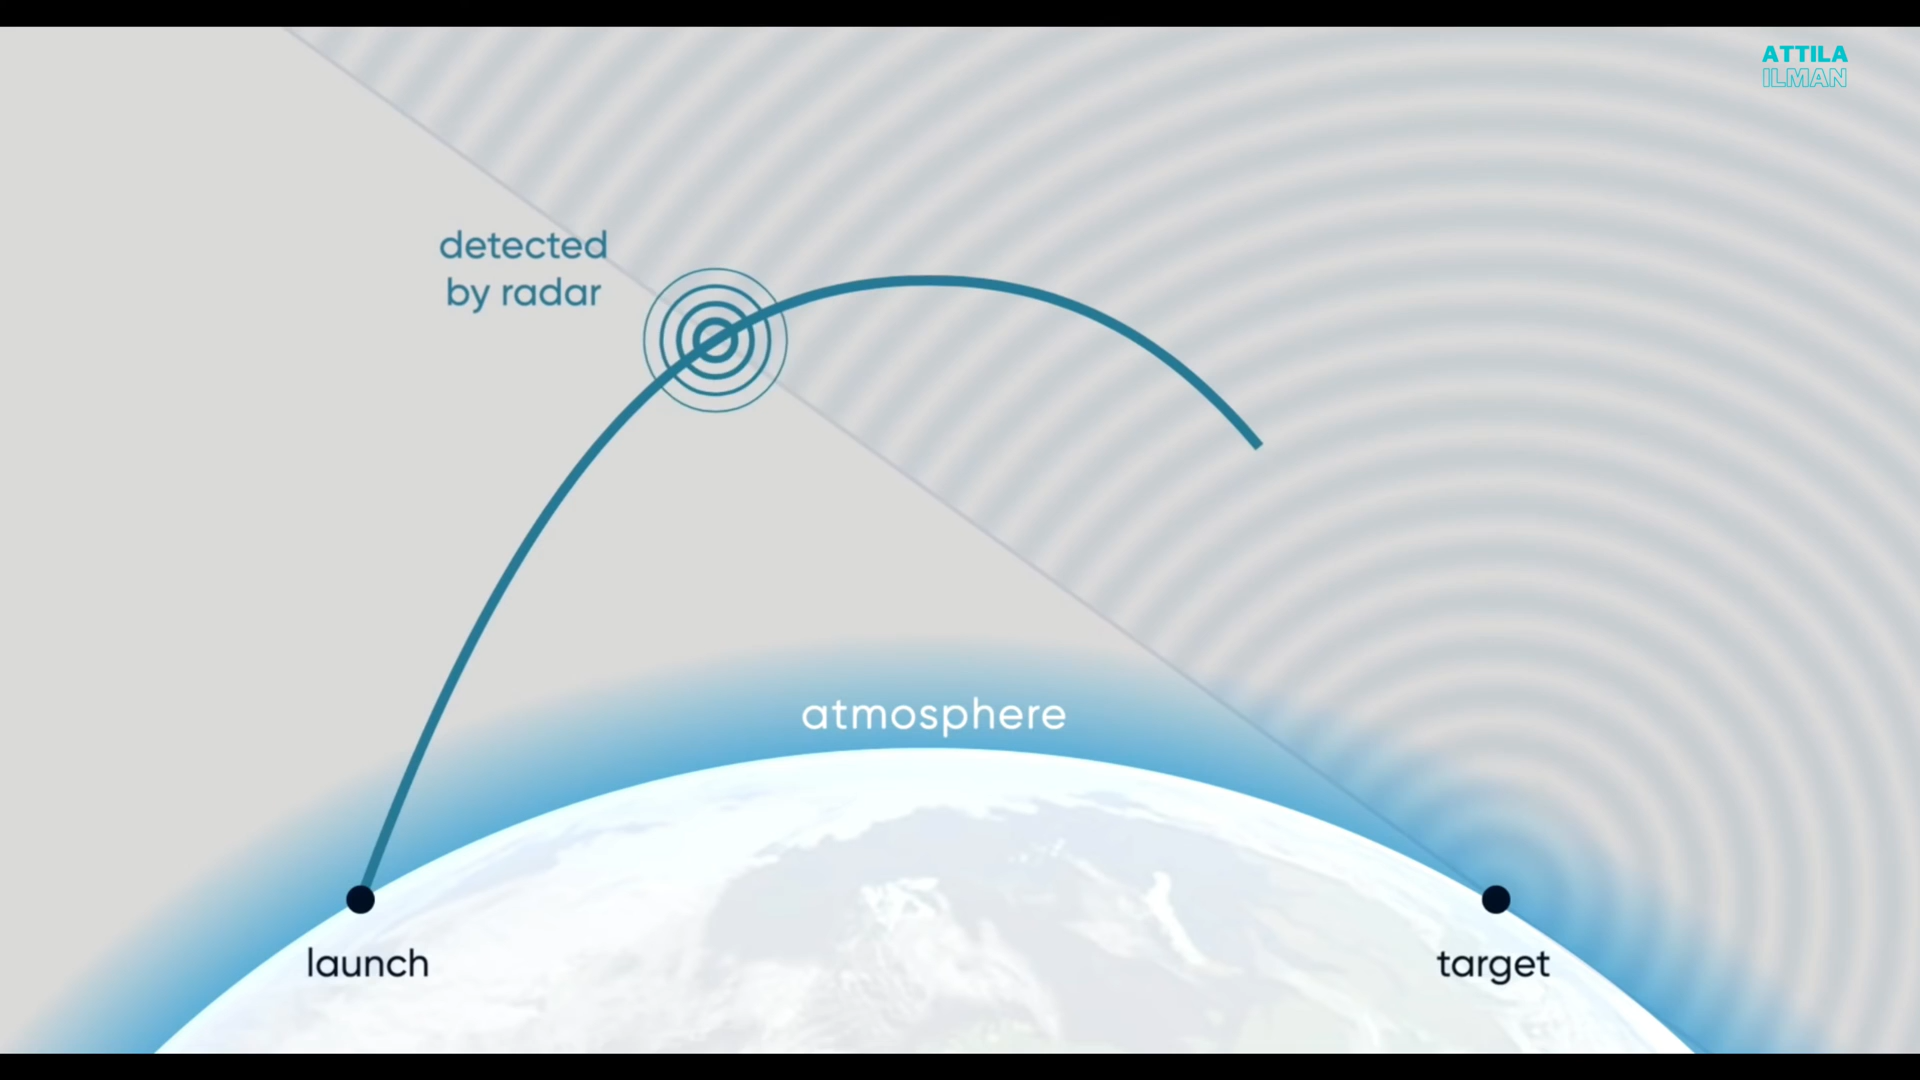 ATTILA
ILMAN
detected
by radar
atmosphere
launch
target